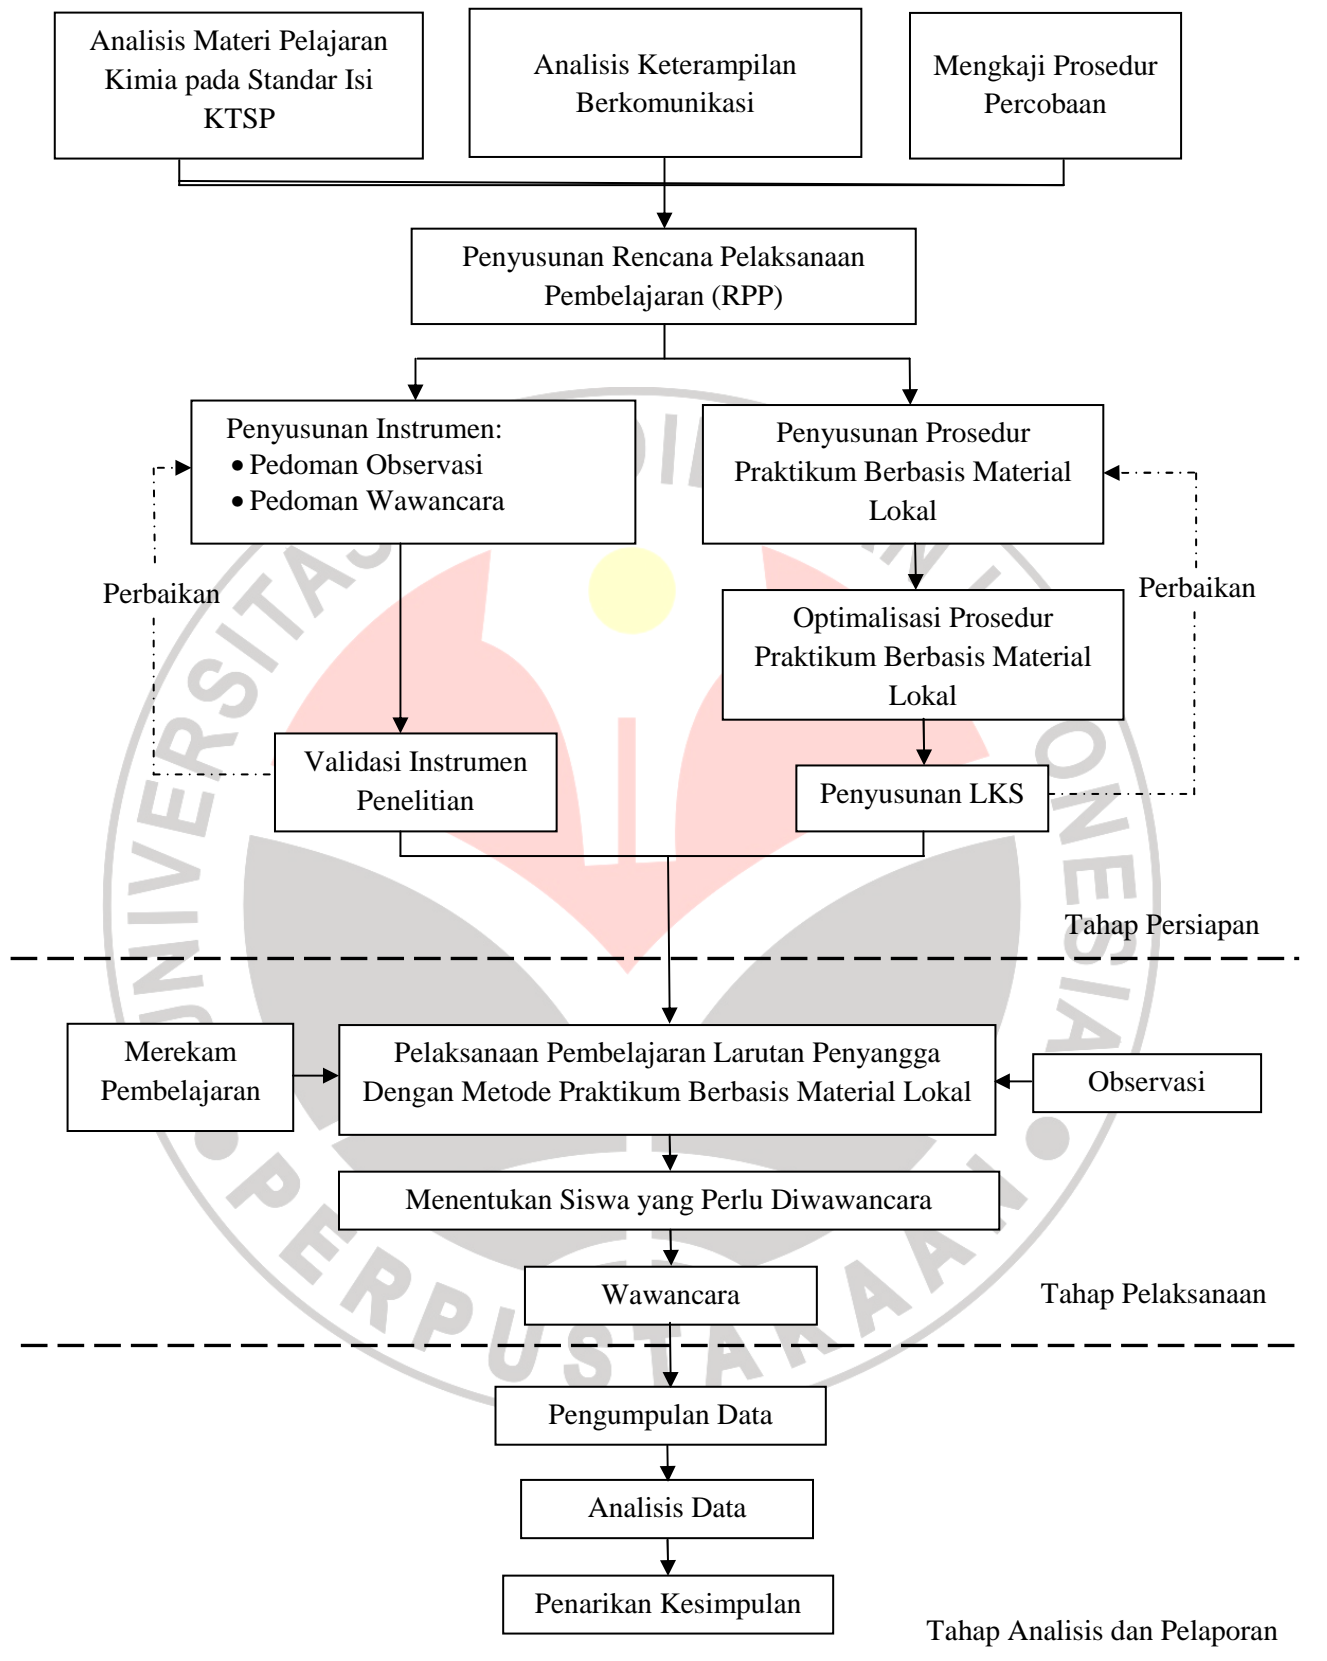 Analisis Materi Pelajaran
Kimia pada Standar Isi
KTSP
Analisis Keterampilan
Berkomunikasi
Mengkaji Prosedur
Percobaan
Penyusunan Rencana Pelaksanaan
Pembelajaran (RPP)
Penyusunan Instrumen:
• Pedoman Observasi
• Pedoman Wawancara
Penyusunan Prosedur
Praktikum Berbasis Material
Lokal
Perbaikan
Perbaikan
Optimalisasi Prosedur
Praktikum Berbasis Material
Lokal
Validasi Instrumen
Penelitian
Penyusunan LKS
Tahap Persiapan
Merekam
Pembelajaran
Pelaksanaan Pembelajaran Larutan Penyangga
Dengan Metode Praktikum Berbasis Material Lokal
Observasi
Menentukan Siswa yang Perlu Diwawancara
Wawancara
Tahap Pelaksanaan
Pengumpulan Data
Analisis Data
Penarikan Kesimpulan
Tahap Analisis dan Pelaporan
PERPUSTAKAAN